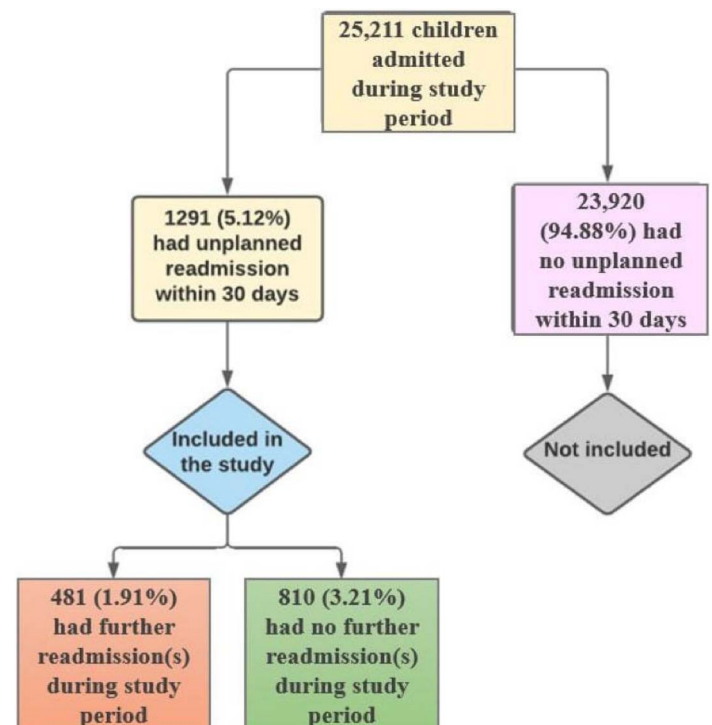 25,211 children
admitted
during study
period
1291 (5.12%)
had unplanned
readmission
within 30 days
23,920
(94.88%) had
no unplanned
readmission
within 30 days
Included in
the study
Not included
481 (1.91%)
had further
readmission(s)
during study
period
810 (3.21%)
had no further
readmission(s)
during study
period